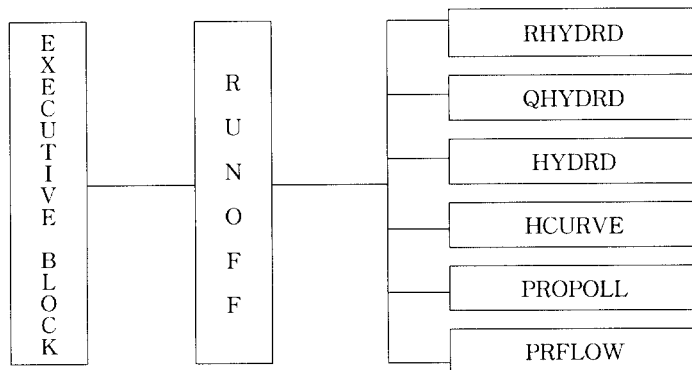 EXECUTIVE BLOCK
RUNOFF
RHYDRD
QHYDRD
HYDRD
HCURVE
PROPOLL
PRFLOW